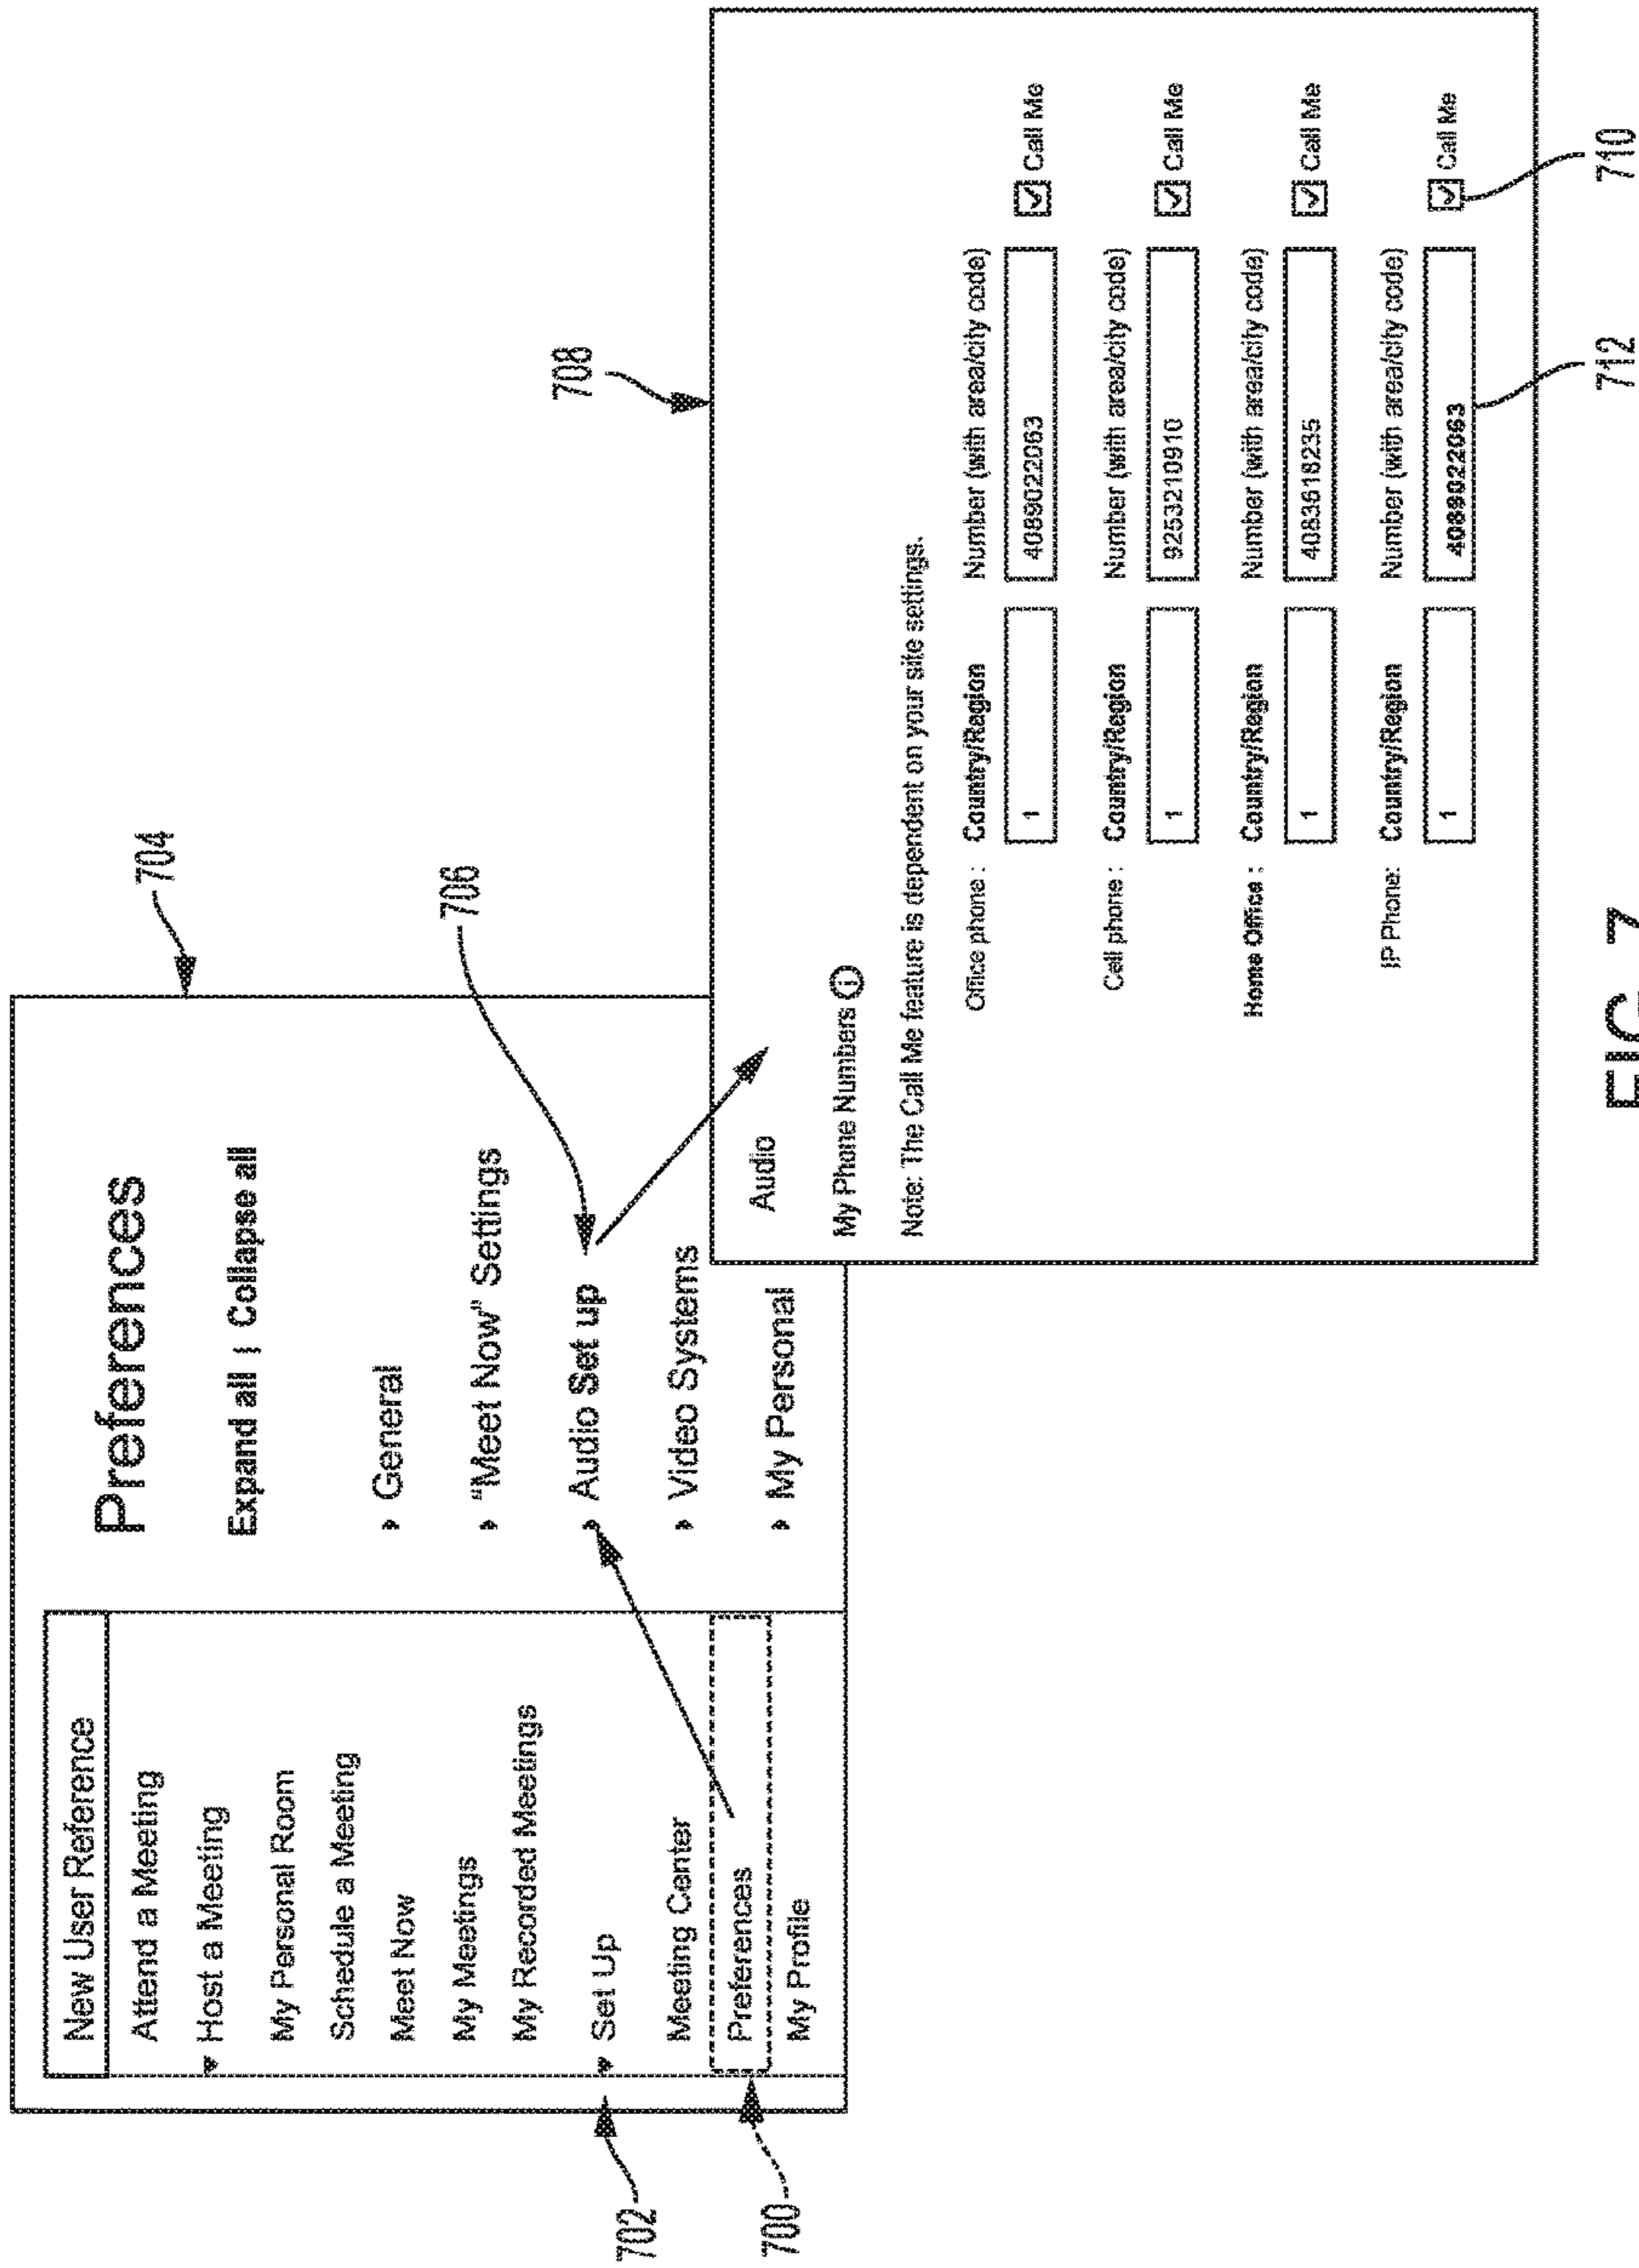 704
New User Reference
Attend a Meeting
Host a Meeting
My Personal Room
Schedule a Meeting
Meet Now
My Meetings
My Recorded Meetings
702
Set Up
Meeting Center
700
Preferences
My Profile
Preferences
Expand all | Collapse all
General
"Meet Now" Settings
706
Audio Set up
Video Systems
My Personal
708
Audio
My Phone Numbers
Note: The Call Me feature is dependent on your site settings.
Office phone : Country/Region Number (with area/city code)
1 4089022063 Call Me
Cell phone : Country/Region Number (with area/city code)
1 9253210910 Call Me
Home Office : Country/Region Number (with area/city code)
1 4083616235 Call Me
IP Phone: Country/Region Number (with area/city code)
1 4089022063 Call Me
712 710
FIG. 7